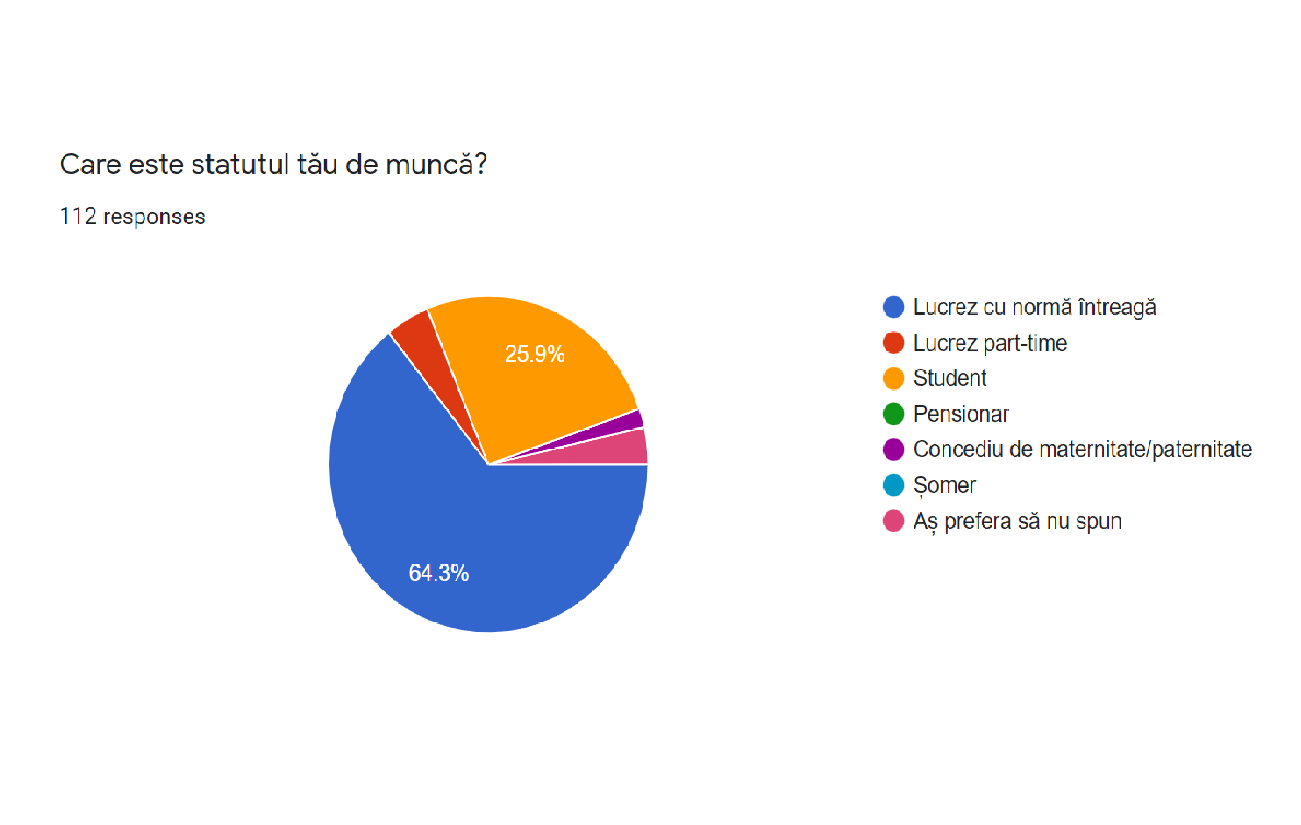 Care este statutul tău de muncă?
112 responses
25.9%
64.3%
Lucrez cu normă întreagă
Lucrez part-time
Student
Pensionar
Concediu de maternitate/paternitate
Șomer
Aș prefera să nu spun